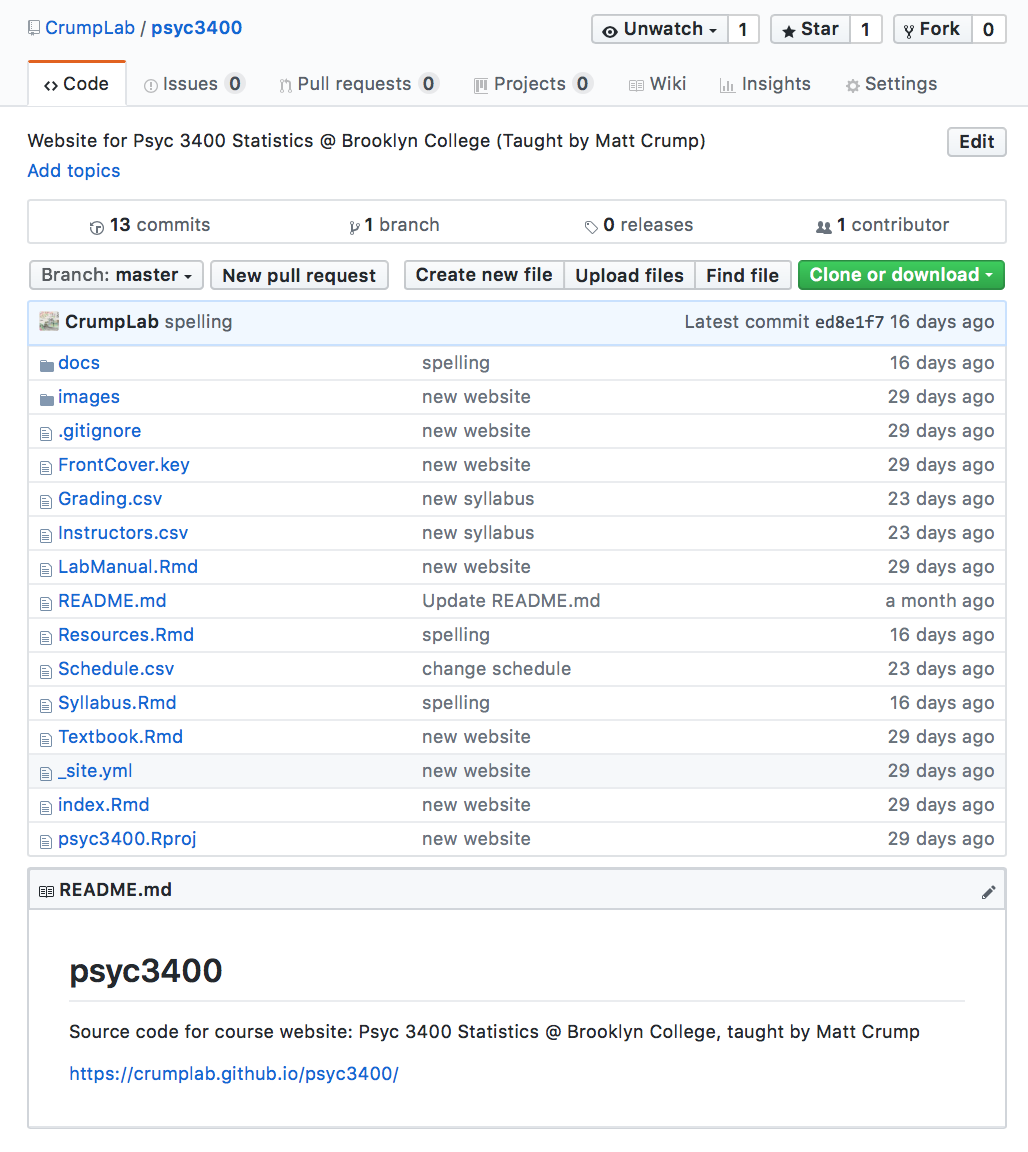 CrumpLab / psyc3400 Unwatch 1 Star 1 Fork 0
Code Issues 0 Pull requests 0 Projects 0 Wiki Insights Settings
Website for Psyc 3400 Statistics @ Brooklyn College (Taught by Matt Crump) Edit
Add topics
13 commits 1 branch 0 releases 1 contributor
Branch: master New pull request Create new file Upload files Find file Clone or download
CrumpLab spelling Latest commit ed8e1f7 16 days ago
docs spelling 16 days ago
images new website 29 days ago
.gitignore new website 29 days ago
FrontCover.key new website 29 days ago
Grading.csv new syllabus 23 days ago
Instructors.csv new syllabus 23 days ago
LabManual.Rmd new website 29 days ago
README.md Update README.md a month ago
Resources.Rmd spelling 16 days ago
Schedule.csv change schedule 23 days ago
Syllabus.Rmd spelling 16 days ago
Textbook.Rmd new website 29 days ago
_site.yml new website 29 days ago
index.Rmd new website 29 days ago
psyc3400.Rproj new website 29 days ago
README.md
psyc3400
Source code for course website: Psyc 3400 Statistics @ Brooklyn College, taught by Matt Crump
https://crumplab.github.io/psyc3400/